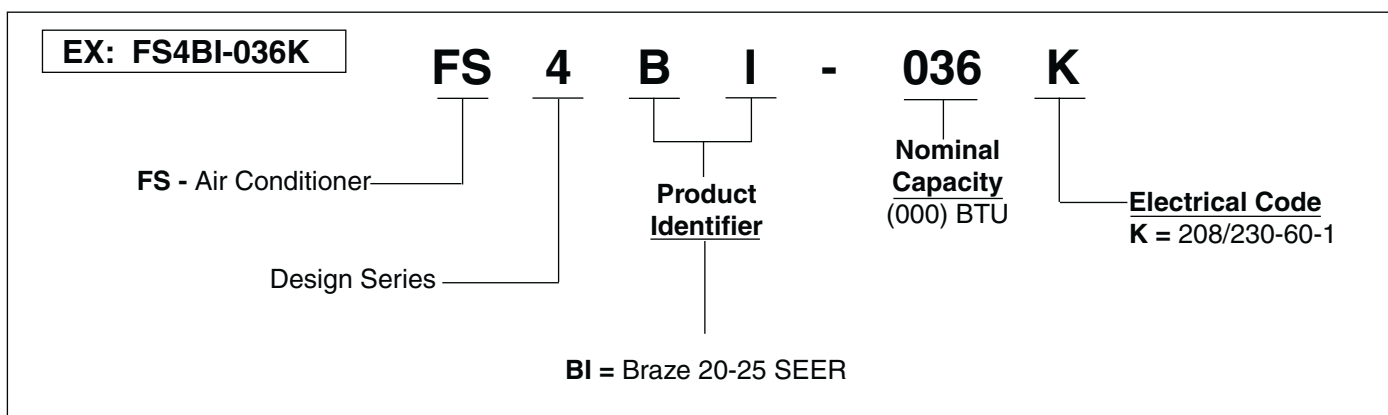 EX: FS4BI-036K
FS 4 B I - 036 K
FS - Air Conditioner
Design Series
Product
Identifier
BI = Braze 20-25 SEER
Nominal
Capacity
(000) BTU
Electrical Code
K = 208/230-60-1